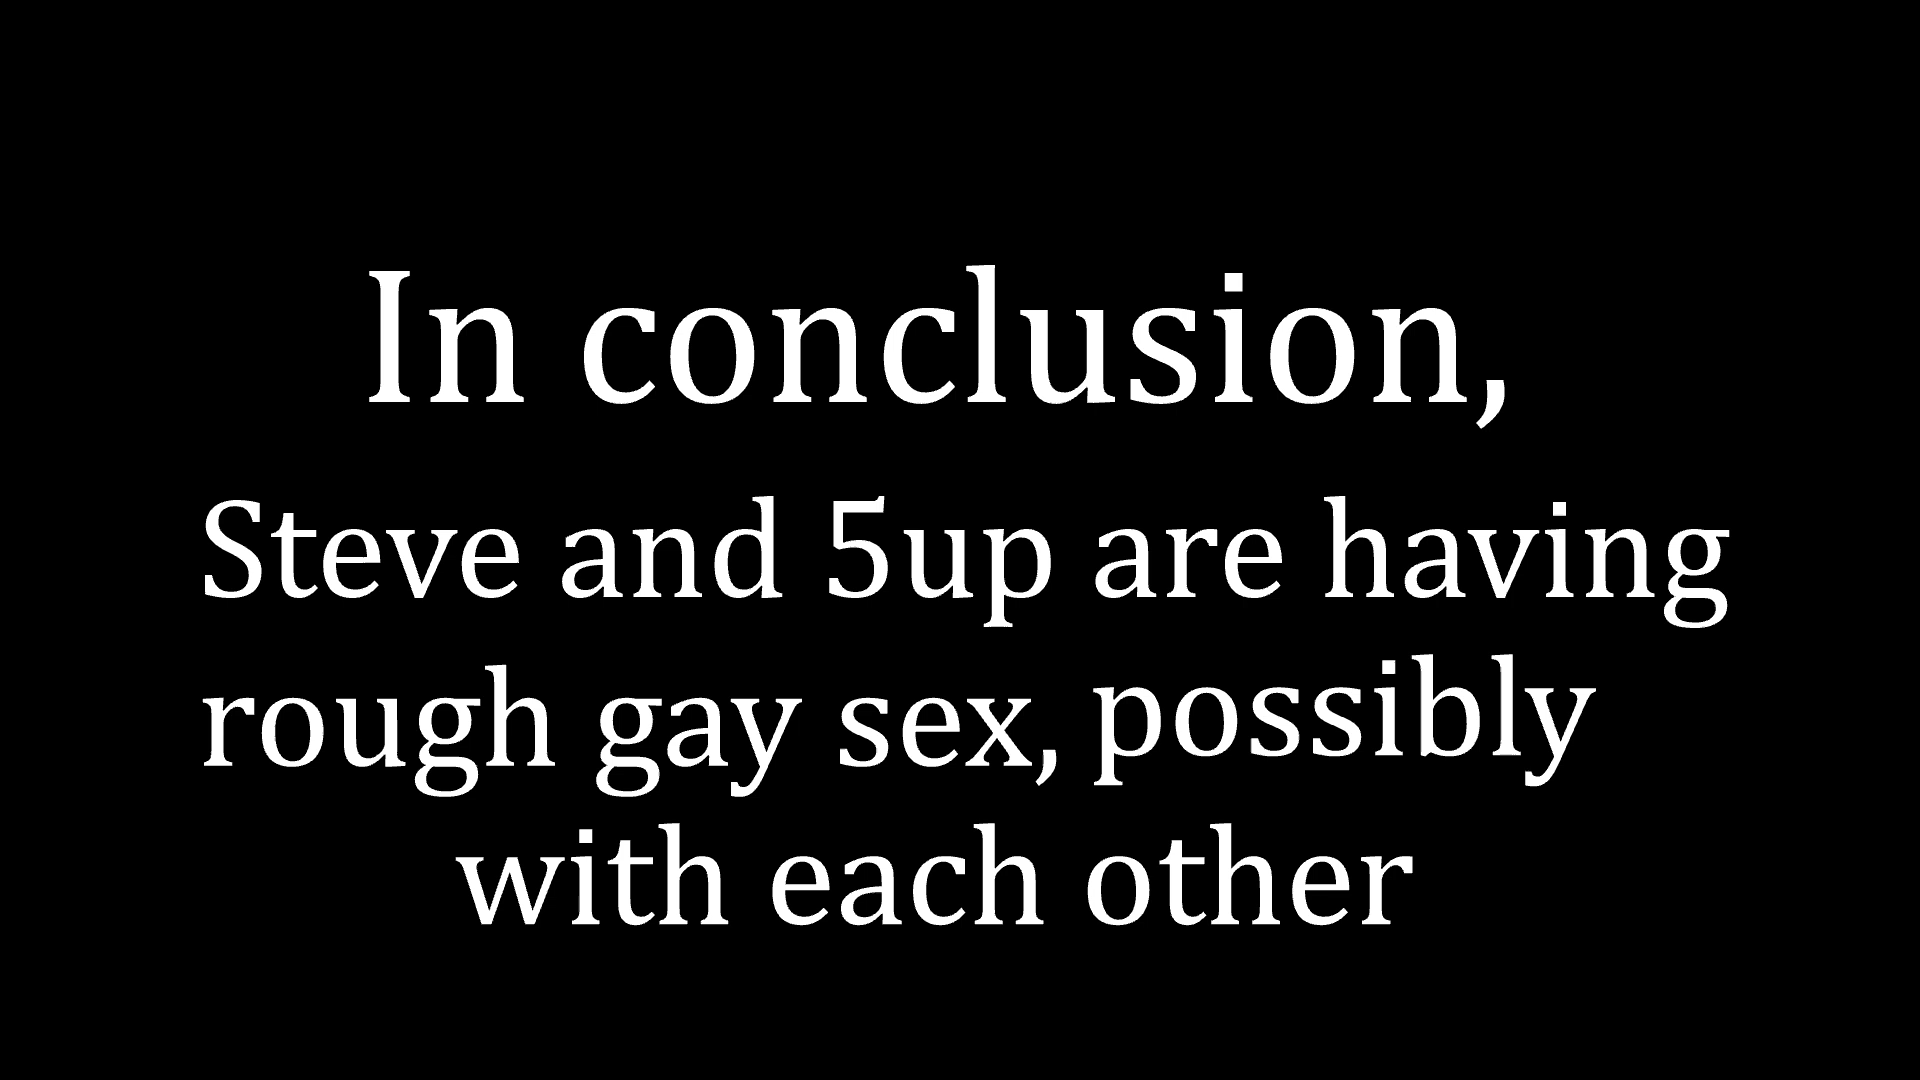 In conclusion,
Steve and 5up are having
rough gay sex, possibly
with each other